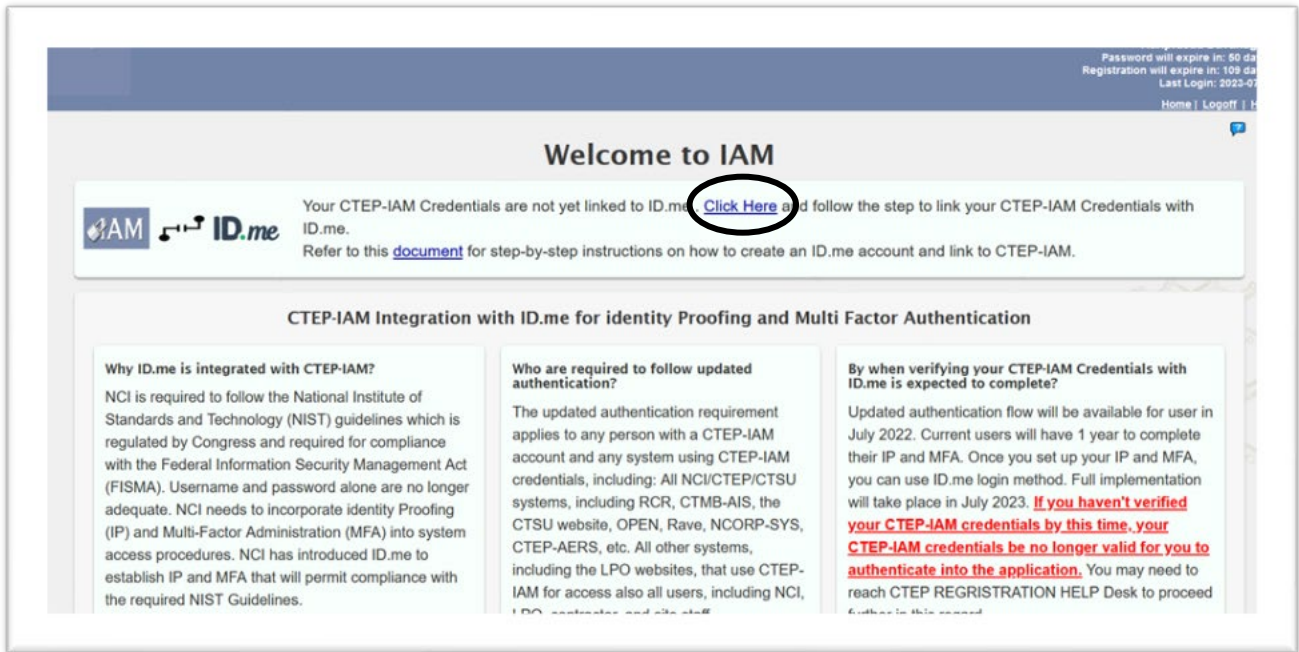 Password will expire in: 50 da
Registration will expire in: 109 da
Last Login: 2023-07
Home | Logoff | H
Welcome to IAM
IAM ID.me
Your CTEP-IAM Credentials are not yet linked to ID.me. Click Here and follow the step to link your CTEP-IAM Credentials with
ID.me.
Refer to this document for step-by-step instructions on how to create an ID.me account and link to CTEP-IAM.
CTEP-IAM Integration with ID.me for identity Proofing and Multi Factor Authentication
Why ID.me is integrated with CTEP-IAM?
NCI is required to follow the National Institute of
Standards and Technology (NIST) guidelines which is
regulated by Congress and required for compliance
with the Federal Information Security Management Act
(FISMA). Username and password alone are no longer
adequate. NCI needs to incorporate identity Proofing
(IP) and Multi-Factor Administration (MFA) into system
access procedures. NCI has introduced ID.me to
establish IP and MFA that will permit compliance with
the required NIST Guidelines.
Who are required to follow updated
authentication?
The updated authentication requirement
applies to any person with a CTEP-IAM
account and any system using CTEP-IAM
credentials, including: All NCI/CTEP/CTSU
systems, including RCR, CTMB-AIS, the
CTSU website, OPEN, Rave, NCORP-SYS,
CTEP-AERS, etc. All other systems,
including the LPO websites, that use CTEP-
IAM for access also all users, including NCI,
LPO, contractor, and site staff
By when verifying your CTEP-IAM Credentials with
ID.me is expected to complete?
Updated authentication flow will be available for user in
July 2022. Current users will have 1 year to complete
their IP and MFA. Once you set up your IP and MFA,
you can use ID.me login method. Full implementation
will take place in July 2023. If you haven't verified
your CTEP-IAM credentials by this time, your
CTEP-IAM credentials be no longer valid for you to
authenticate into the application. You may need to
reach CTEP REGRISTRATION HELP Desk to proceed
further in this regard